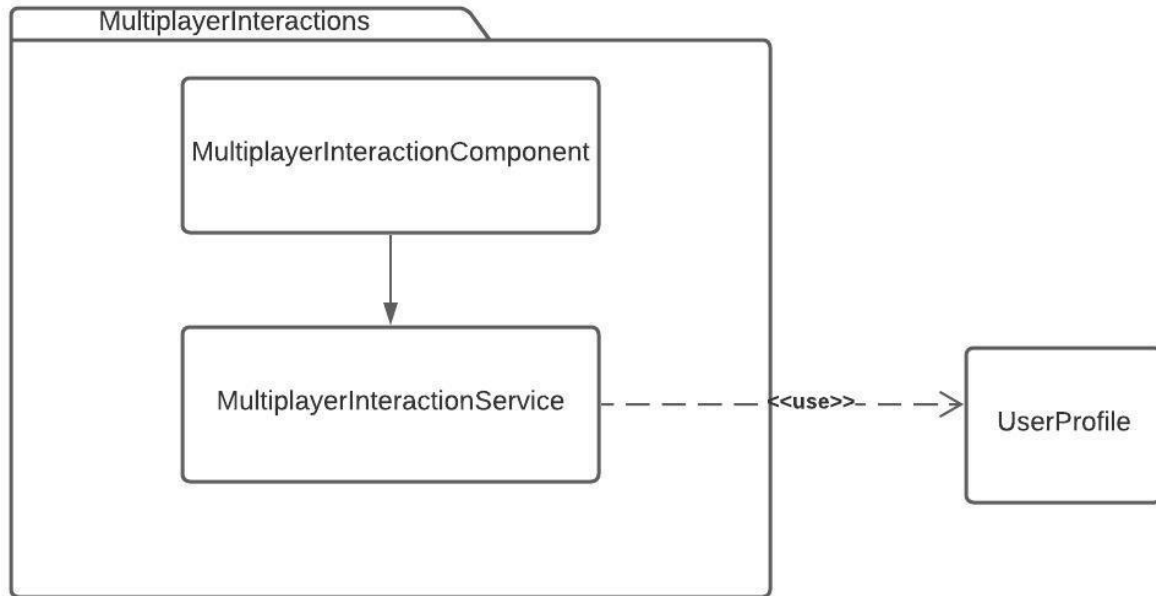 MultiplayerInteractions
MultiplayerInteractionComponent
MultiplayerInteractionService
<<use>>
UserProfile